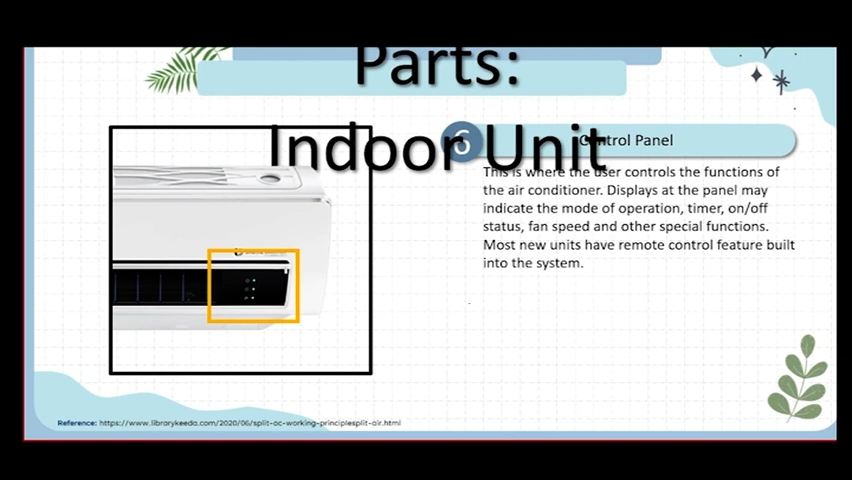 Parts:
Indoor Unit
6
Control Panel
This is where the user controls the functions of
the air conditioner. Displays at the panel may
indicate the mode of operation, timer, on/off
status, fan speed and other special functions.
Most new units have remote control feature built
into the system.
Reference: https://www.librarykeeda.com/2020/06/split-ac-working-principlesplit-air.html